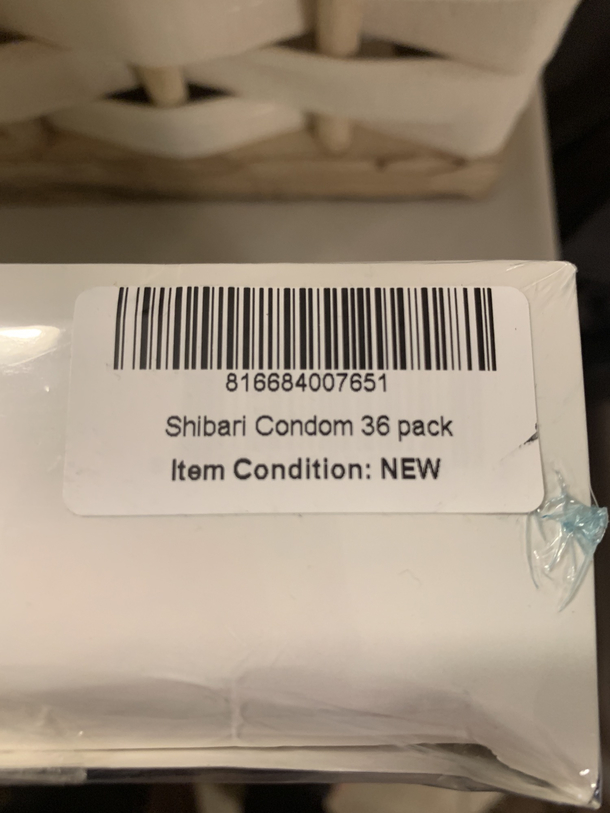 816684007651
Shibari Condom 36 pack
Item Condition: NEW